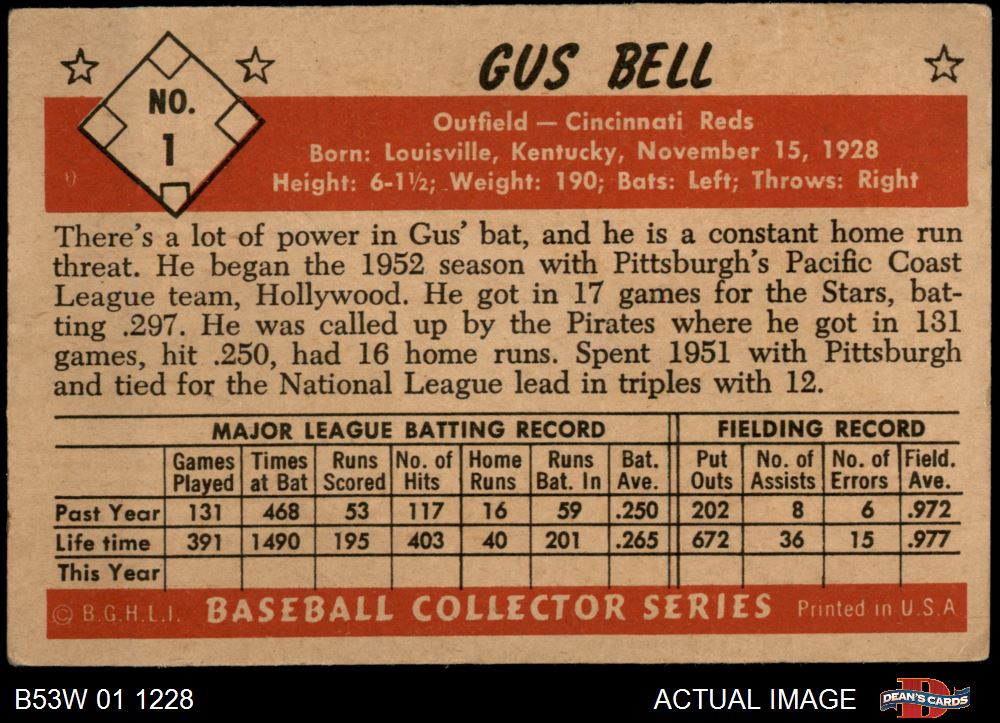 GUS BELL
NO.
1
Outfield — Cincinnati Reds
Born: Louisville, Kentucky, November 15, 1928
Height: 6-1½; Weight: 190; Bats: Left; Throws: Right
There's a lot of power in Gus' bat, and he is a constant home run
threat. He began the 1952 season with Pittsburgh's Pacific Coast
League team, Hollywood. He got in 17 games for the Stars, bat-
ting .297. He was called up by the Pirates where he got in 131
games, hit .250, had 16 home runs. Spent 1951 with Pittsburgh
and tied for the National League lead in triples with 12.
MAJOR LEAGUE BATTING RECORD FIELDING RECORD
Games Times Runs No. of Home Runs Bat. Put No. of No. of Field.
Played at Bat Scored Hits Runs Bat. In Ave. Outs Assists Errors Ave.
Past Year 131 468 53 117 16 59 .250 202 8 6 .972
Life time 391 1490 195 403 40 201 .265 672 36 15 .977
This Year
© B.G.H.L.I. BASEBALL COLLECTOR SERIES Printed in U.S.A
B53W 01 1228 ACTUAL IMAGE DEAN'S CARDS